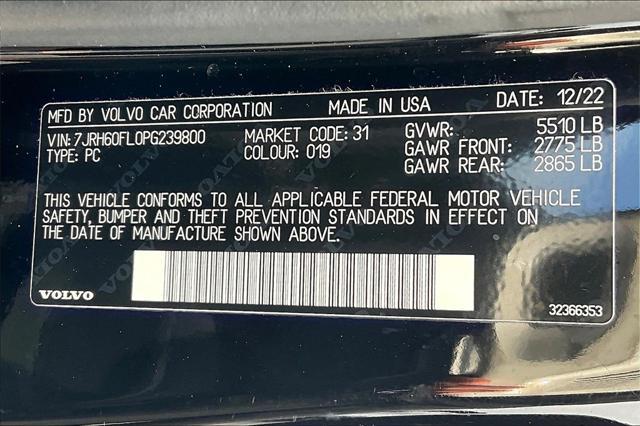 MFD BY VOLVO CAR CORPORATION MADE IN USA DATE: 12/22
VIN: 7JRH60FL0PG239800 MARKET CODE: 31 GVWR: 5510 LB
TYPE: PC COLOUR: 019 GAWR FRONT: 2775 LB
GAWR REAR: 2865 LB
THIS VEHICLE CONFORMS TO ALL APPLICABLE FEDERAL MOTOR VEHICLE
SAFETY, BUMPER AND THEFT PREVENTION STANDARDS IN EFFECT ON
THE DATE OF MANUFACTURE SHOWN ABOVE.
VOLVO 32366353